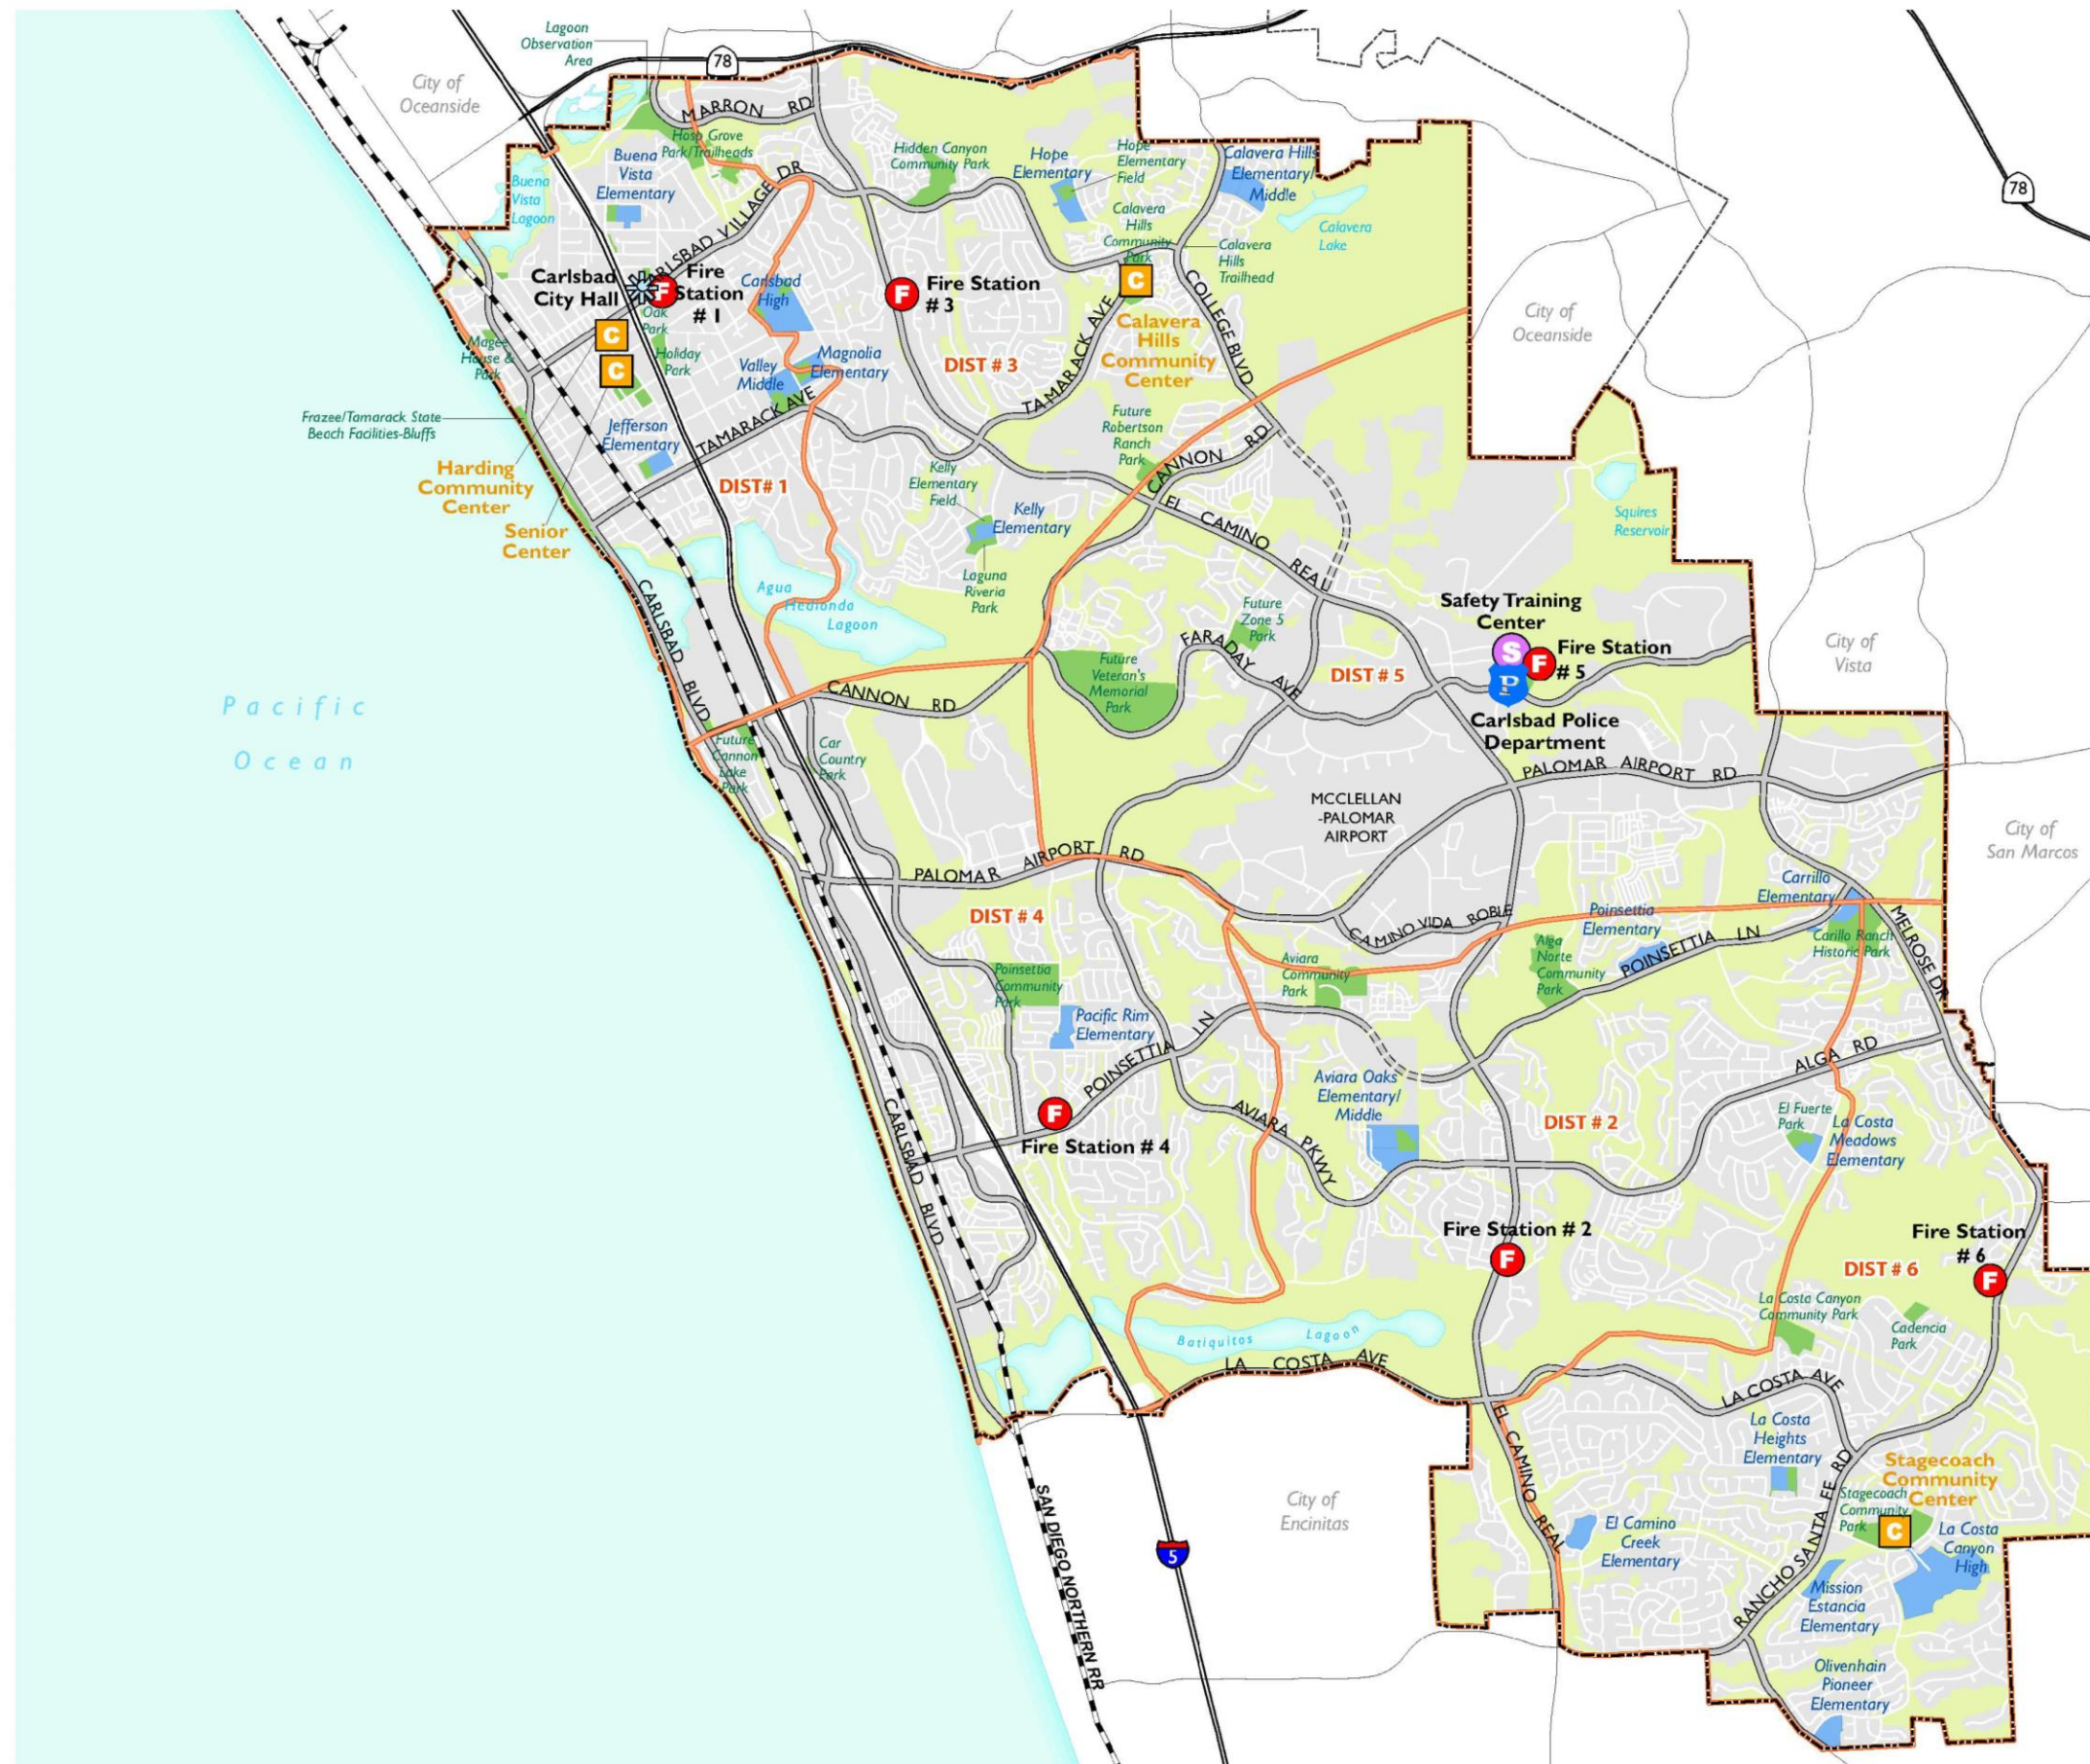 Lagoon
Observation
Area
78
City of
Oceanside
MARRON RD
Hosp Grove
Park/Trailheads
Buena
Vista
Elementary
Hidden Canyon
Community Park
Hope
Elementary
Hope
Elementary
Field
Calavera Hills
Elementary/
Middle
78
Buena
Vista
Lagoon
CARLSBAD VILLAGE DR
Calavera
Hills
Community
Park
Calavera
Lake
Calavera
Hills
Trailhead
Carlsbad
City Hall
F
Fire
Station
# 1
Oak
Park
Carlsbad
High
F
Fire Station
# 3
C
COLLEGE BLVD
City of
Oceanside
C
C
Magee
House &
Park
Holiday
Park
Valley
Middle
Magnolia
Elementary
DIST # 3
TAMARACK AVE
Calavera
Hills
Community
Center
Frazee/Tamarack State
Beach Facilities-Bluffs
Jefferson
Elementary
TAMARACK AVE
Future
Robertson
Ranch
Park
CANNON RD
Harding
Community
Center
Senior
Center
DIST# 1
Kelly
Elementary
Field
Kelly
Elementary
EL CAMINO REAL
Squires
Reservoir
Laguna
Riveria
Park
Agua
Hedionda
Lagoon
CARLSBAD BLVD
Future
Zone 5
Park
FARADAY AVE
Safety Training
Center
S
F
Fire Station
# 5
P
Carlsbad Police
Department
City of
Vista
DIST # 5
Future
Veteran's
Memorial
Park
CANNON RD
Pacific
Ocean
Future
Cannon
Lake
Park
Car
Country
Park
PALOMAR AIRPORT RD
MCCLELLAN
-PALOMAR
AIRPORT
City of
San Marcos
PALOMAR AIRPORT RD
DIST # 4
CAMINO VIDA ROBLE
Carrillo
Elementary
Poinsettia
Elementary
POINSETTIA LN
Carillo Ranch
Historic Park
MELROSE DR
Alga
Norte
Community
Park
Aviara
Community
Park
Poinsettia
Community
Park
Pacific Rim
Elementary
POINSETTIA LN
ALGA RD
Aviara Oaks
Elementary/
Middle
F
Fire Station # 4
AVIARA PKWY
DIST # 2
El Fuerte
Park
La Costa
Meadows
Elementary
CARLSBAD BLVD
Fire Station # 2
F
Fire Station
# 6
F
DIST # 6
La Costa Canyon
Community Park
Cadencia
Park
Batiquitos Lagoon
LA COSTA AVE
LA COSTA AVE
La Costa
Heights
Elementary
EL CAMINO REAL
Stagecoach
Community
Center
Stagecoach
Community
Park
C
La Costa
Canyon
High
City of
Encinitas
SAN DIEGO NORTHERN RR
5
El Camino
Creek
Elementary
RANCHO SANTA FE RD
Mission
Estancia
Elementary
Olivenhain
Pioneer
Elementary